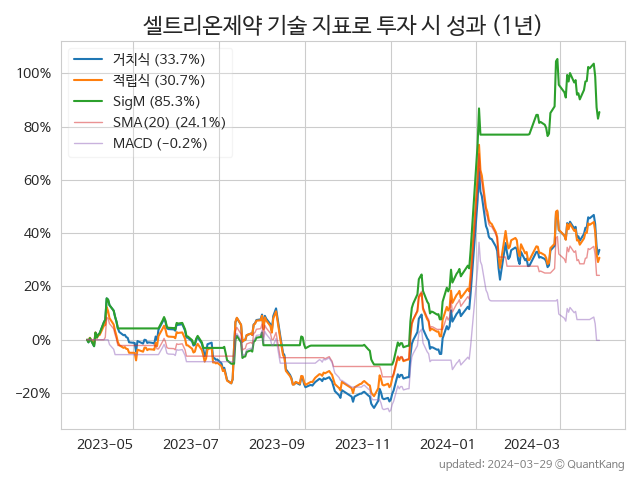 셀트리온제약 기술 지표로 투자 시 성과 (1년)
거치식 (33.7%)
적립식 (30.7%)
SigM (85.3%)
SMA(20) (24.1%)
MACD (−0.2%)
100%
80%
60%
40%
20%
0%
−20%
2023-05 2023-07 2023-09 2023-11 2024-01 2024-03
updated: 2024-03-29 © QuantKang